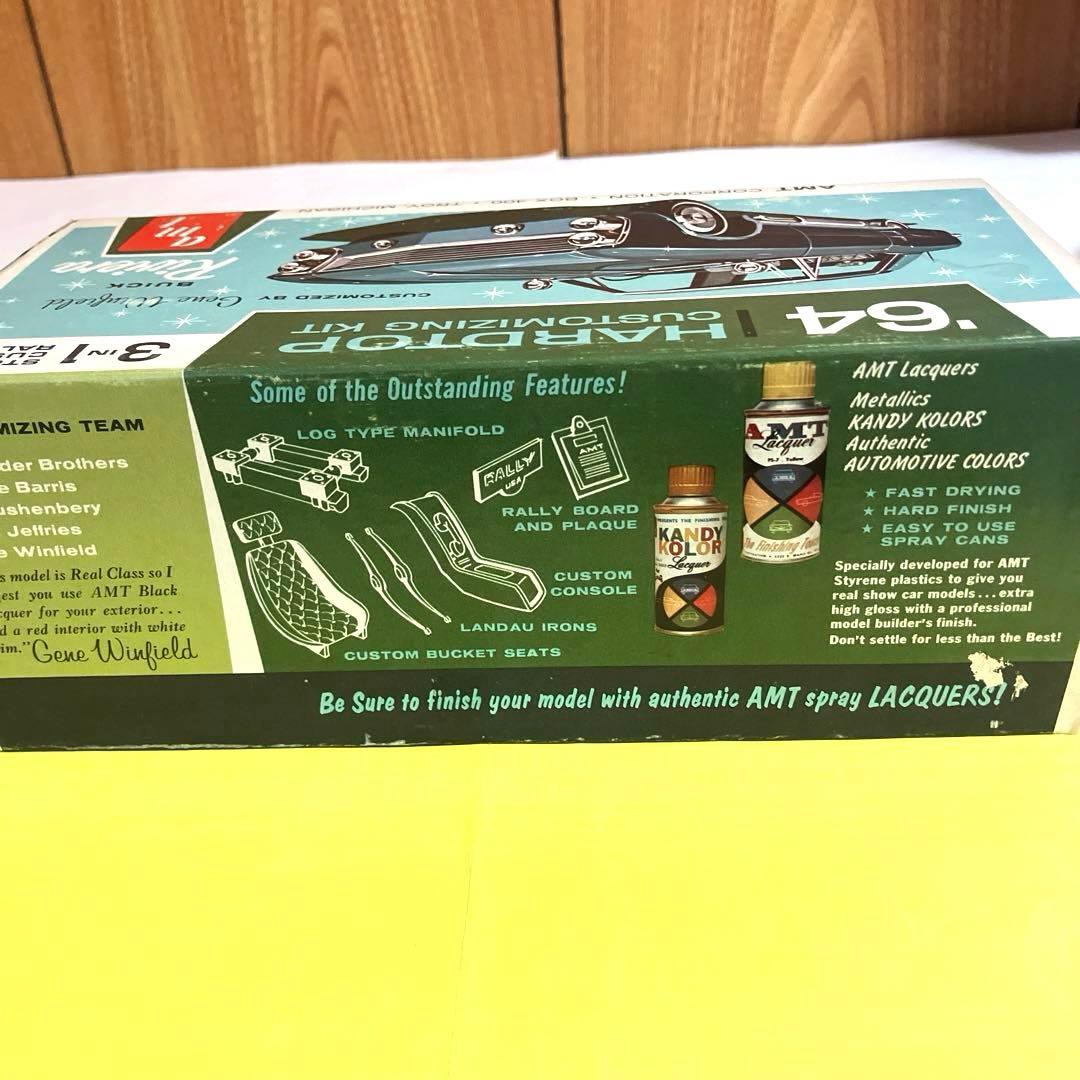 AMT CORPORATION • BOX 400 • TROY, MICHIGAN
AMT
Riviera
BUICK
CUSTOMIZED BY Gene Winfield
'64 HARDTOP
CUSTOMIZING KIT
3 IN 1
MIZING TEAM
der Brothers
e Barris
ushenbery
Jeffries
e Winfield
s model is Real Class so I
est you use AMT Black
quer for your exterior...
d a red interior with white
im." Gene Winfield
Some of the Outstanding Features!
LOG TYPE MANIFOLD
RALLY
USA
AMT
RALLY BOARD
AND PLAQUE
CUSTOM
CONSOLE
LANDAU IRONS
CUSTOM BUCKET SEATS
KANDY
KOLOR
Lacquer
AMT
Lacquer
The Finishing Touch
AMT Lacquers
Metallics
KANDY KOLORS
Authentic
AUTOMOTIVE COLORS
★ FAST DRYING
★ HARD FINISH
★ EASY TO USE
SPRAY CANS
Specially developed for AMT
Styrene plastics to give you
real show car models...extra
high gloss with a professional
model builder's finish.
Don't settle for less than the Best!
Be Sure to finish your model with authentic AMT spray LACQUERS!